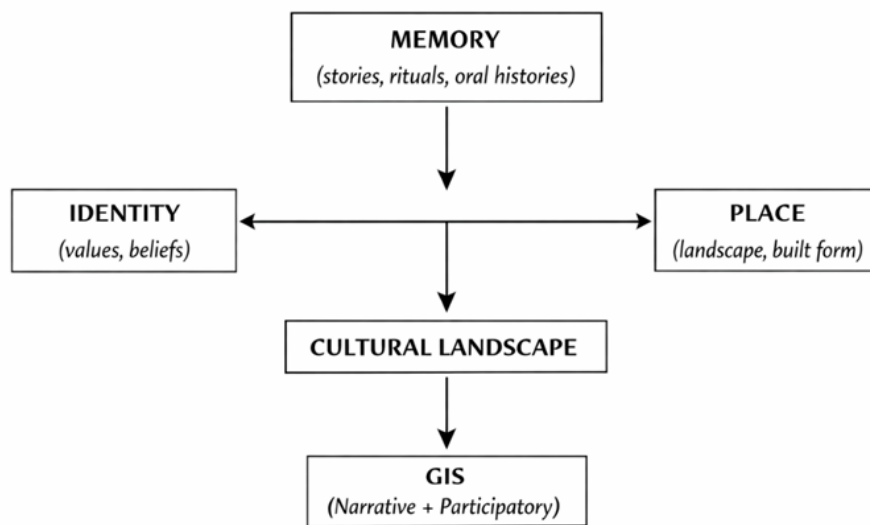 MEMORY
(stories, rituals, oral histories)
IDENTITY
(values, beliefs)
PLACE
(landscape, built form)
CULTURAL LANDSCAPE
GIS
(Narrative + Participatory)